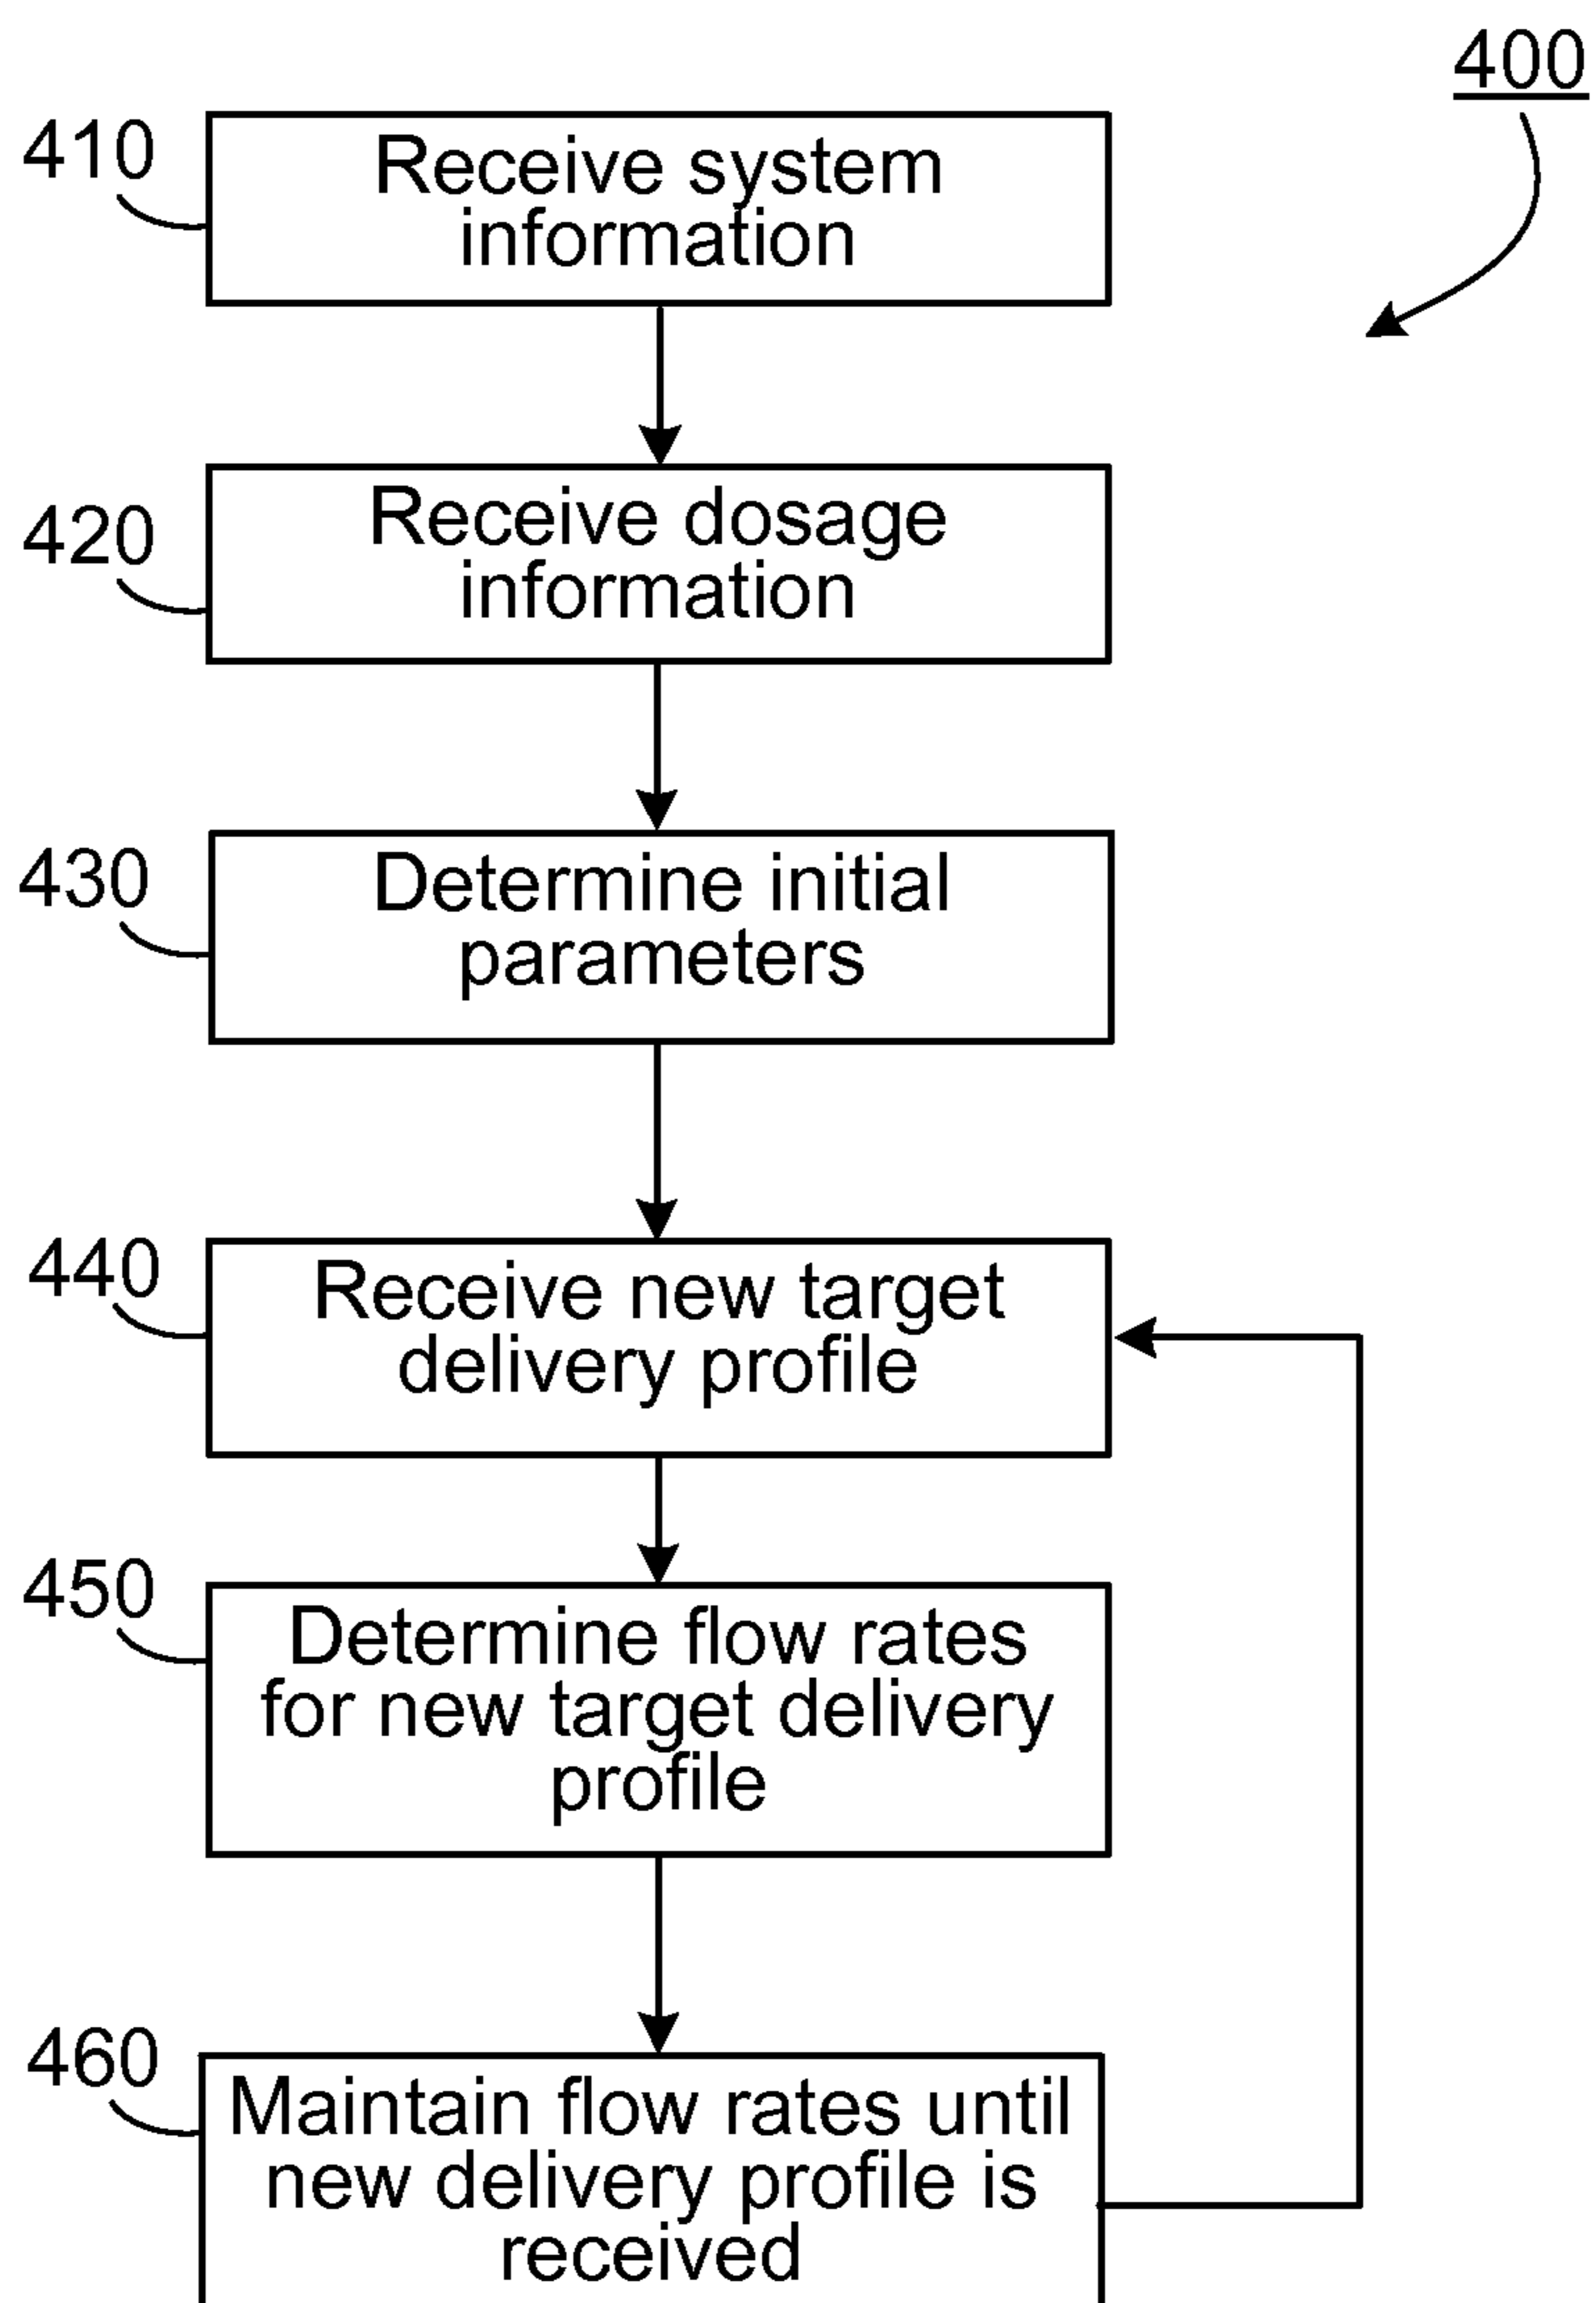 400
410
Receive system
information
420
Receive dosage
information
430
Determine initial
parameters
440
Receive new target
delivery profile
450
Determine flow rates
for new target delivery
profile
460
Maintain flow rates until
new delivery profile is
received